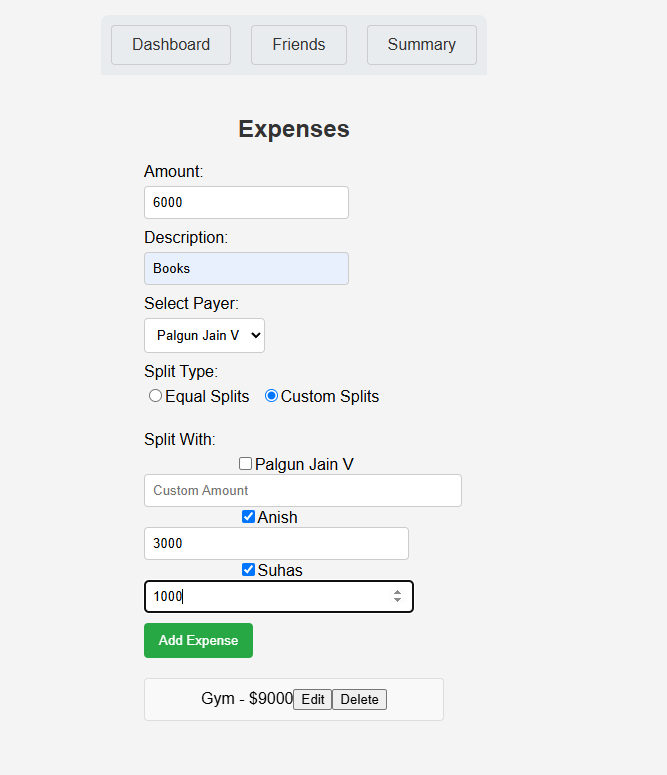 Dashboard Friends Summary
Expenses
Amount:
6000
Description:
Books
Select Payer:
Palgun Jain V
Split Type:
Equal Splits Custom Splits
Split With:
Palgun Jain V
Custom Amount
Anish
3000
Suhas
1000
Add Expense
Gym - $9000 Edit Delete